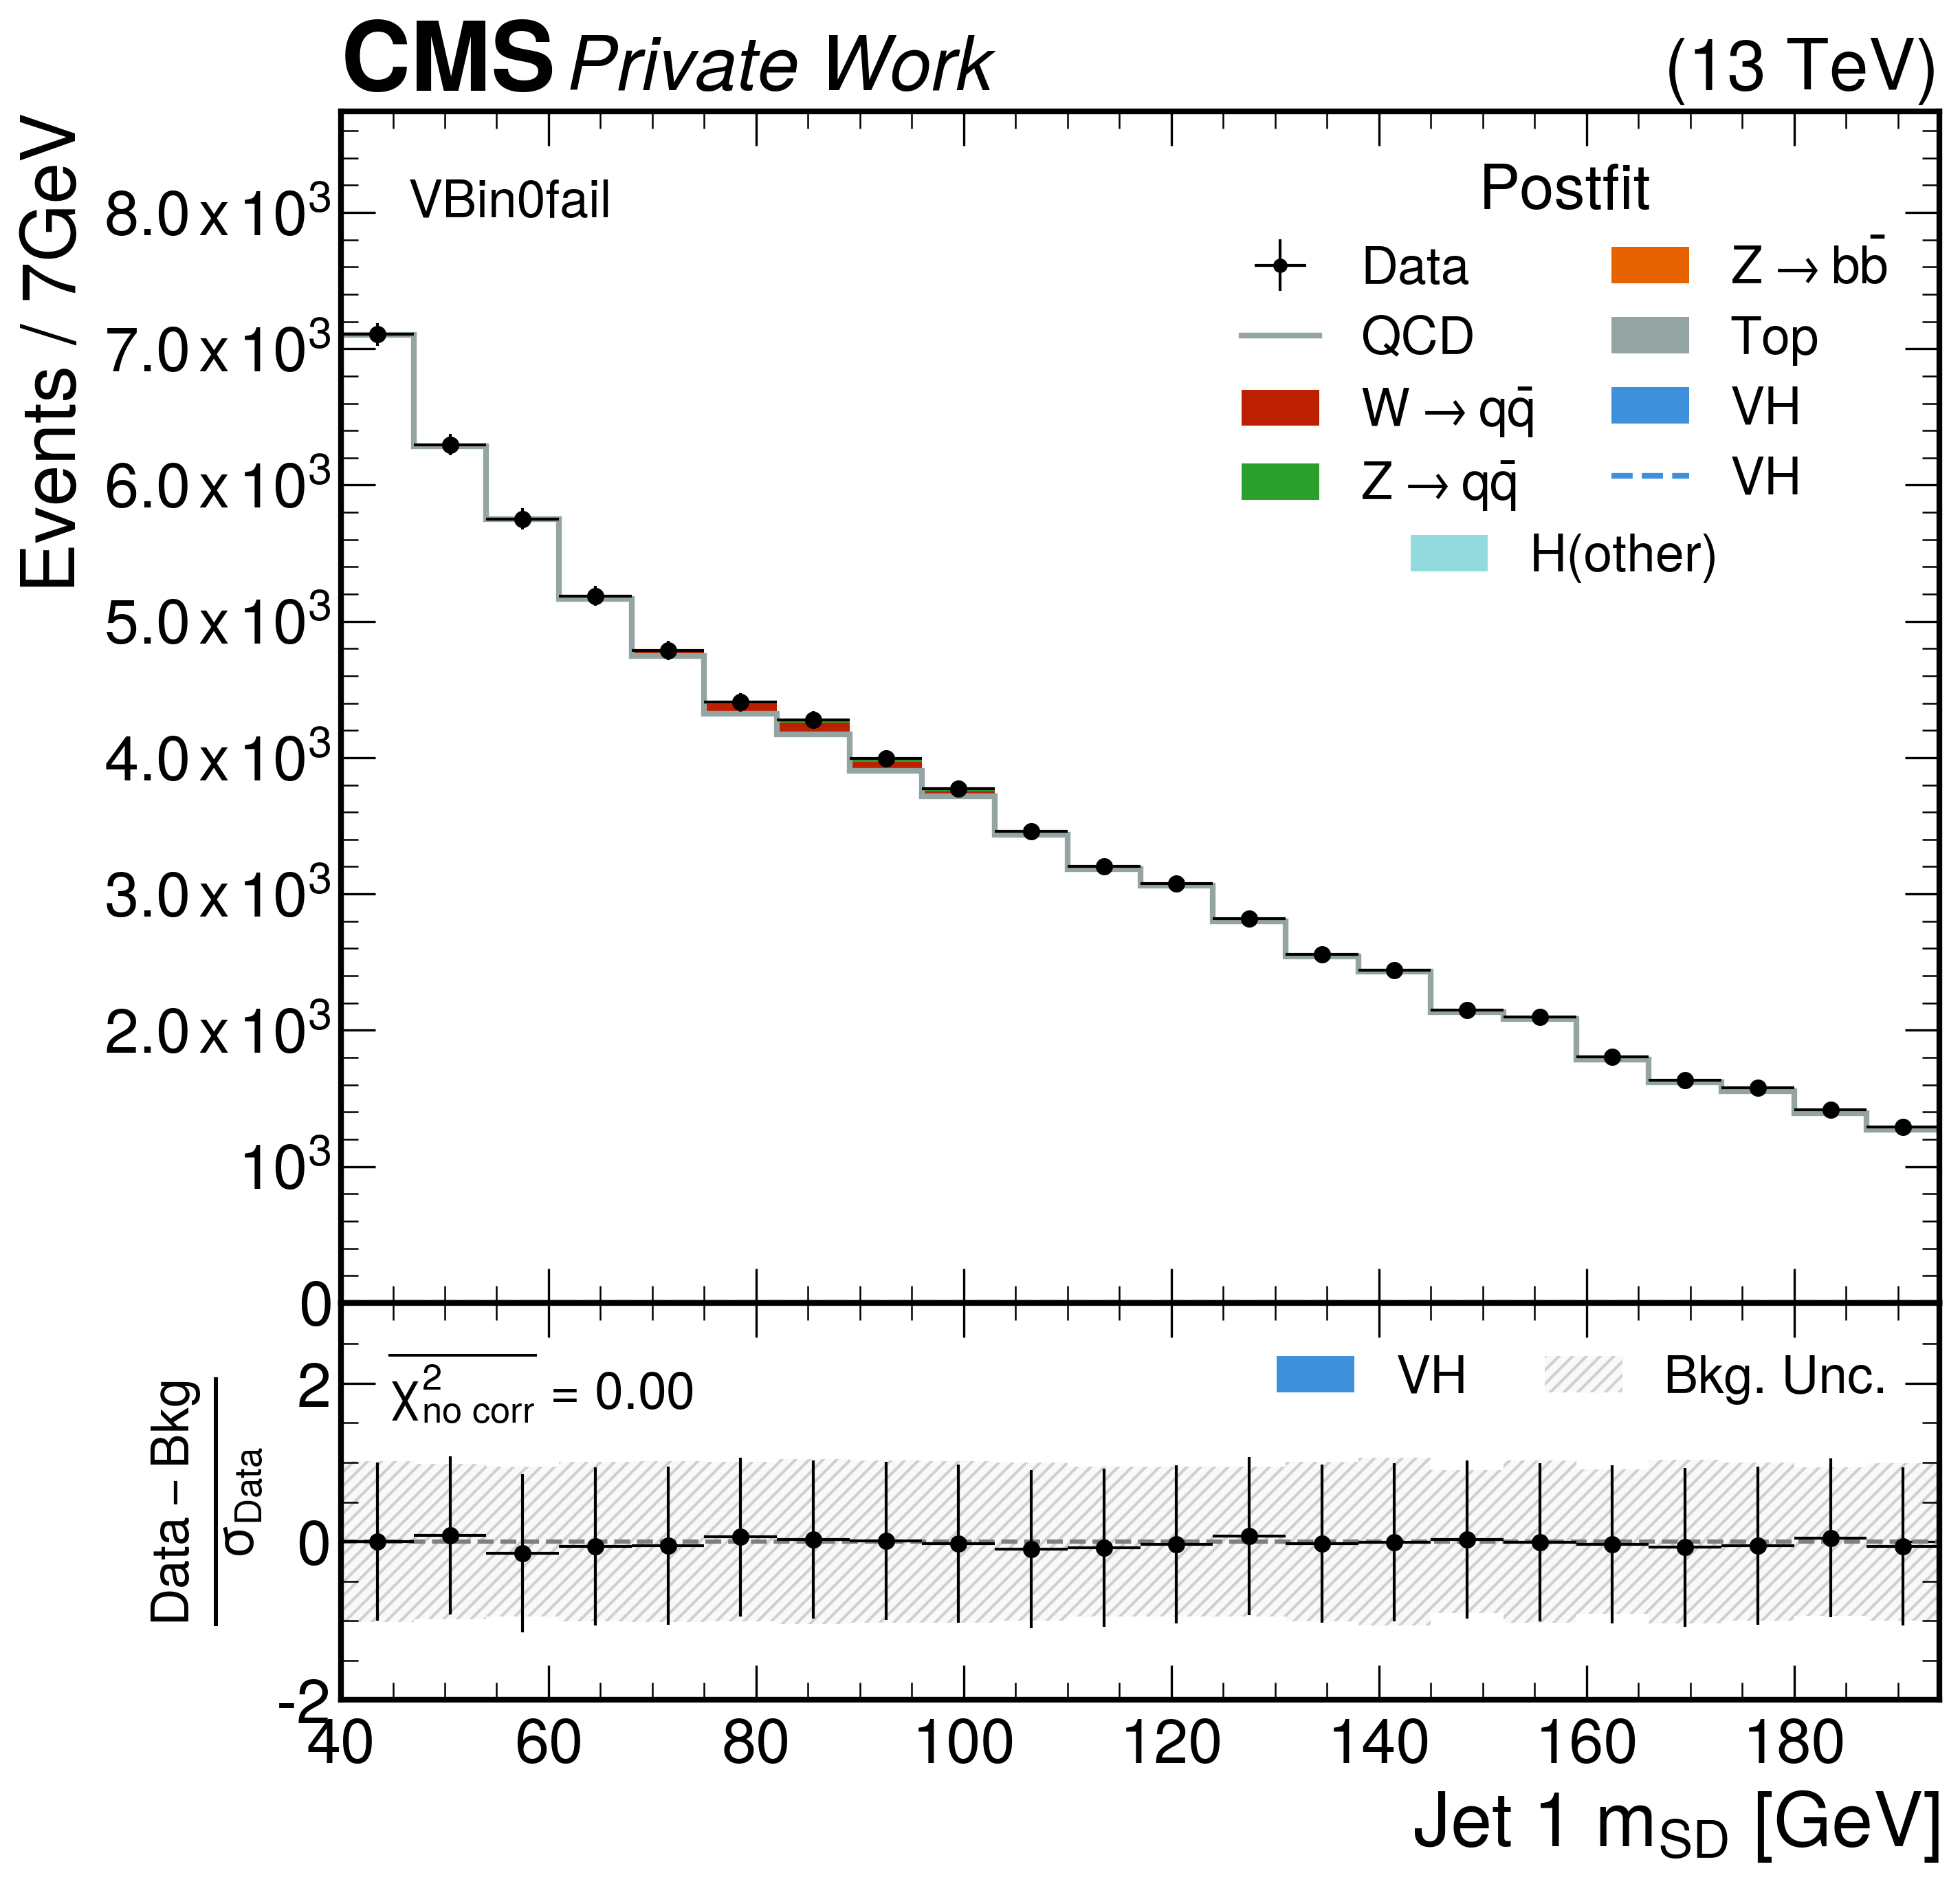 CMS Private Work (13 TeV)
Events / 7GeV
8.0 x 10³
7.0 x 10³
6.0 x 10³
5.0 x 10³
4.0 x 10³
3.0 x 10³
2.0 x 10³
10³
0
VBin0fail
Postfit
Data
QCD
W → qq̄
Z → qq̄
Z → bb̄
Top
VH
VH
H(other)
Data – Bkg
σData
2
0
-2
χ²no corr = 0.00
VH
Bkg. Unc.
40 60 80 100 120 140 160 180
Jet 1 mSD [GeV]